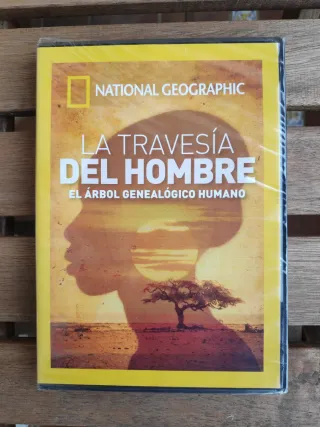 NATIONAL GEOGRAPHIC
LA TRAVESÍA
DEL HOMBRE
EL ÁRBOL GENEALÓGICO HUMANO